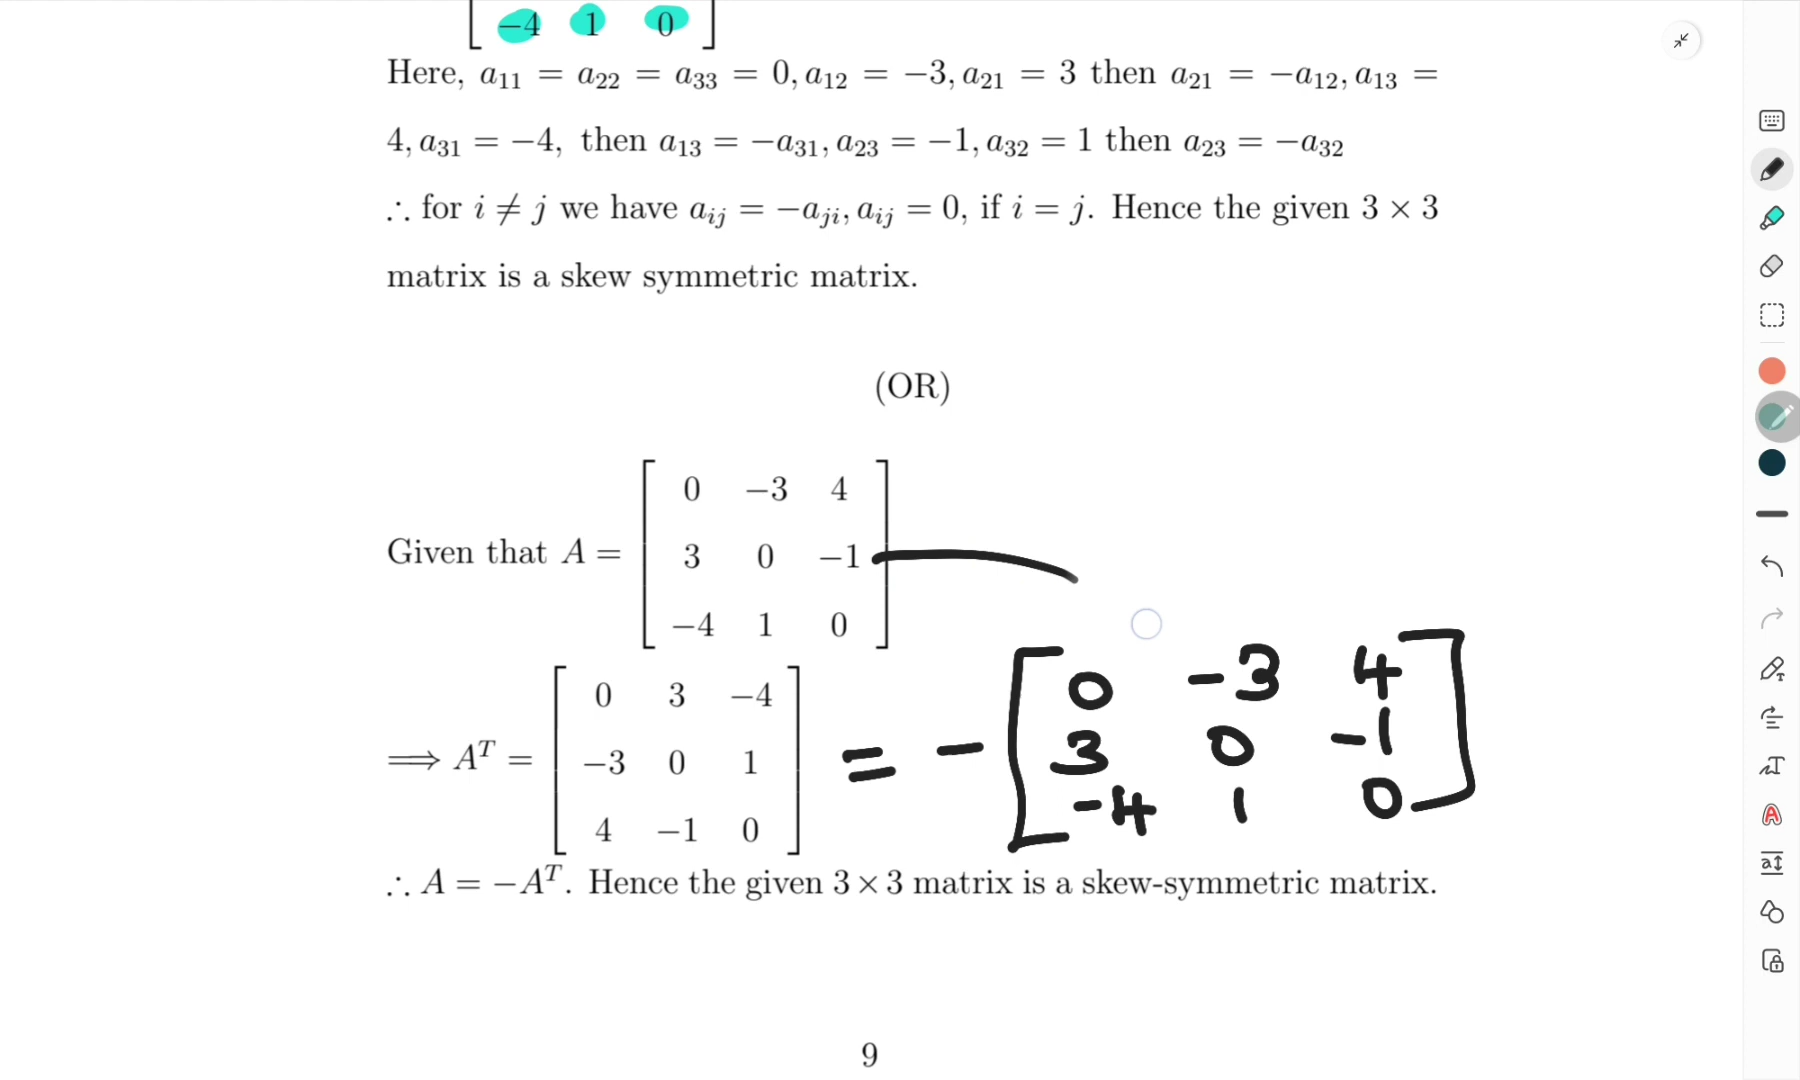 -4 1 0
Here, a₁₁ = a₂₂ = a₃₃ = 0, a₁₂ = −3, a₂₁ = 3 then a₂₁ = −a₁₂, a₁₃ =
4, a₃₁ = −4, then a₁₃ = −a₃₁, a₂₃ = −1, a₃₂ = 1 then a₂₃ = −a₃₂
∴ for i ≠ j we have aᵢⱼ = −aⱼᵢ, aᵢⱼ = 0, if i = j. Hence the given 3 × 3
matrix is a skew symmetric matrix.
(OR)
0 −3 4
Given that A = 3 0 −1
−4 1 0
0 3 −4
⟹ Aᵀ = −3 0 1
4 −1 0
= −
0 −3 4
3 0 −1
−4 1 0
∴ A = −Aᵀ. Hence the given 3 × 3 matrix is a skew-symmetric matrix.
9